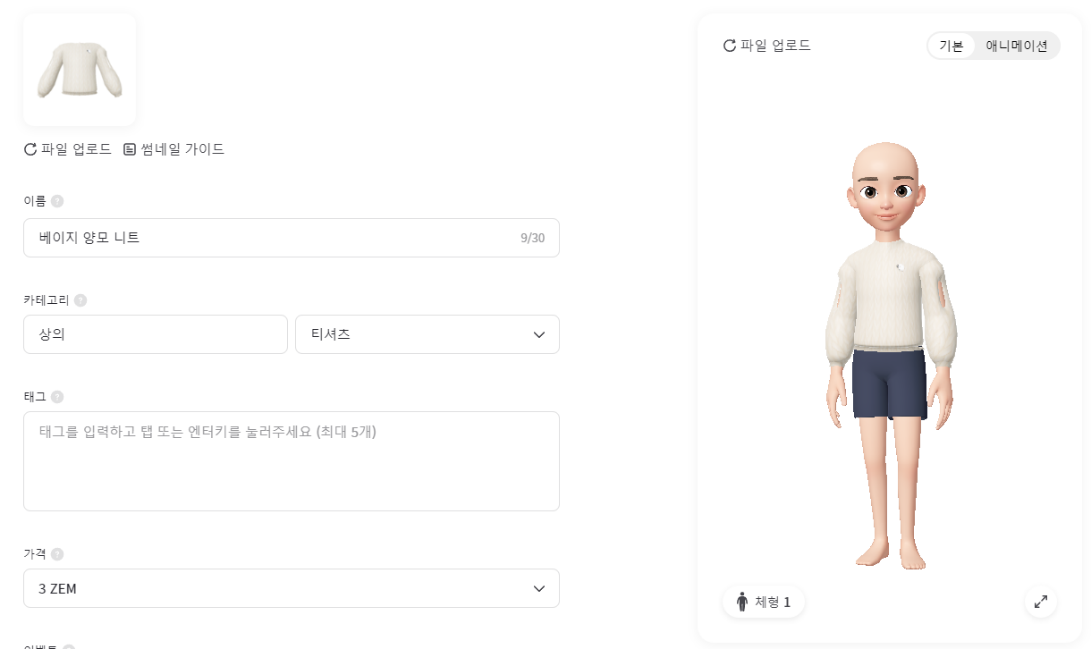 파일 업로드
기본 애니메이션
파일 업로드 썸네일 가이드
이름 ?
베이지 양모 니트 9/30
카테고리 ?
상의 티셔츠
태그 ?
태그를 입력하고 탭 또는 엔터키를 눌러주세요 (최대 5개)
가격 ?
3 ZEM
체형 1